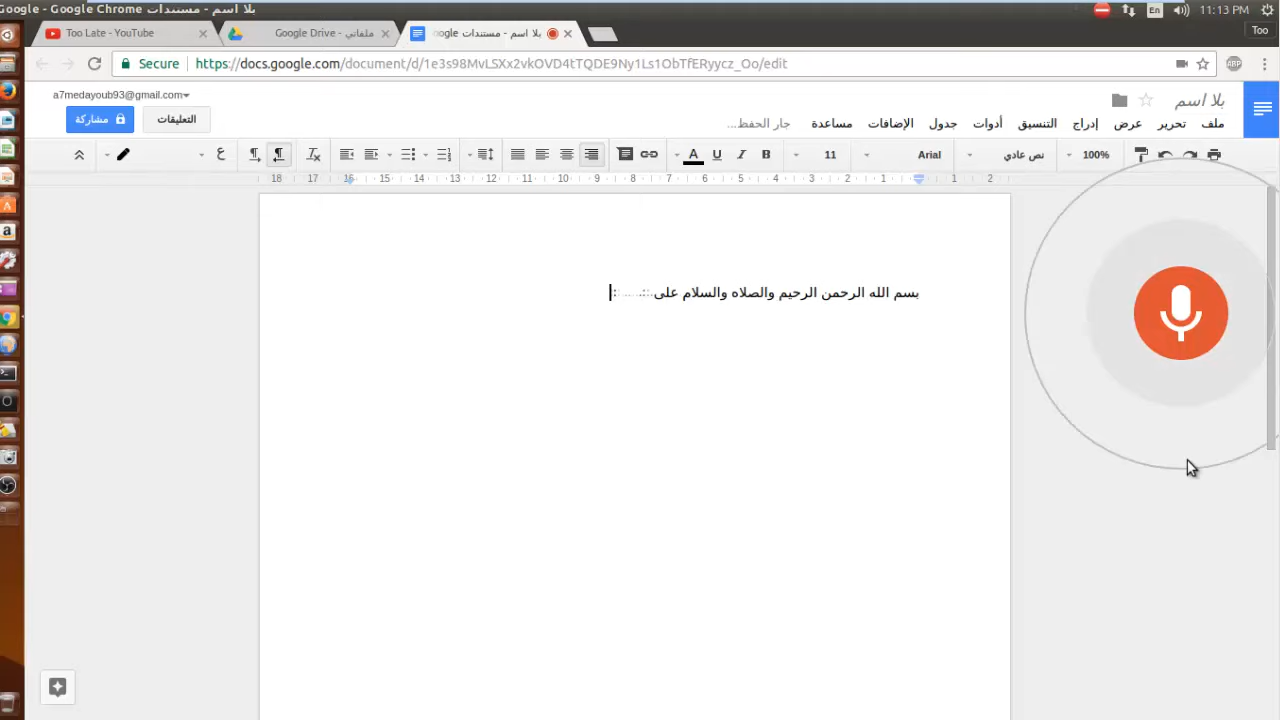 بلا اسم - مستندات Google - Google Chrome
En
11:13 PM
Too Late - YouTube
ملفاتي - Google Drive
بلا اسم - مستندات oogle
Too
Secure https://docs.google.com/document/d/1e3s98MvLSXx2vkOVD4tTQDE9Ny1Ls1ObTfERyycz_Oo/edit
ABP
a7medayoub93@gmail.com
بلا اسم
مشاركة
التعليقات
ملف تحرير عرض إدراج التنسيق أدوات جدول الإضافات مساعدة جار الحفظ...
100% نص عادي Arial 11 B I U A ع
18 17 16 15 14 13 12 11 10 9 8 7 6 5 4 3 2 1 1 2
بسم الله الرحمن الرحيم والصلاه والسلام على